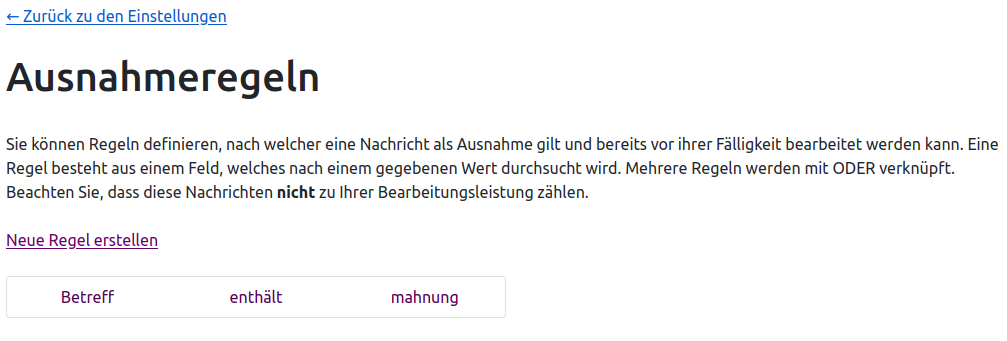 ← Zurück zu den Einstellungen
Ausnahmeregeln
Sie können Regeln definieren, nach welcher eine Nachricht als Ausnahme gilt und bereits vor ihrer Fälligkeit bearbeitet werden kann. Eine
Regel besteht aus einem Feld, welches nach einem gegebenen Wert durchsucht wird. Mehrere Regeln werden mit ODER verknüpft.
Beachten Sie, dass diese Nachrichten nicht zu Ihrer Bearbeitungsleistung zählen.
Neue Regel erstellen
Betreff enthält mahnung